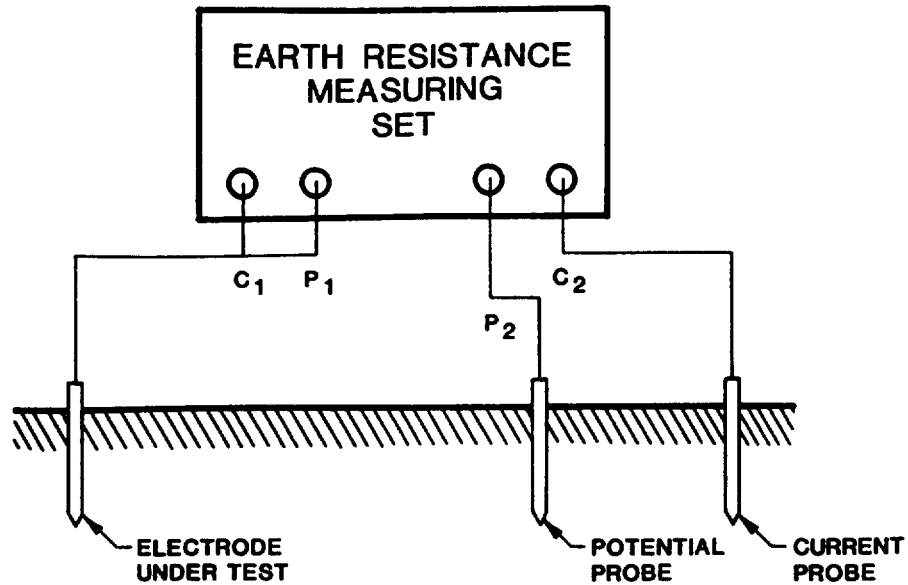 EARTH RESISTANCE
MEASURING
SET
C1 P1
C2
P2
ELECTRODE
UNDER TEST
POTENTIAL
PROBE
CURRENT
PROBE